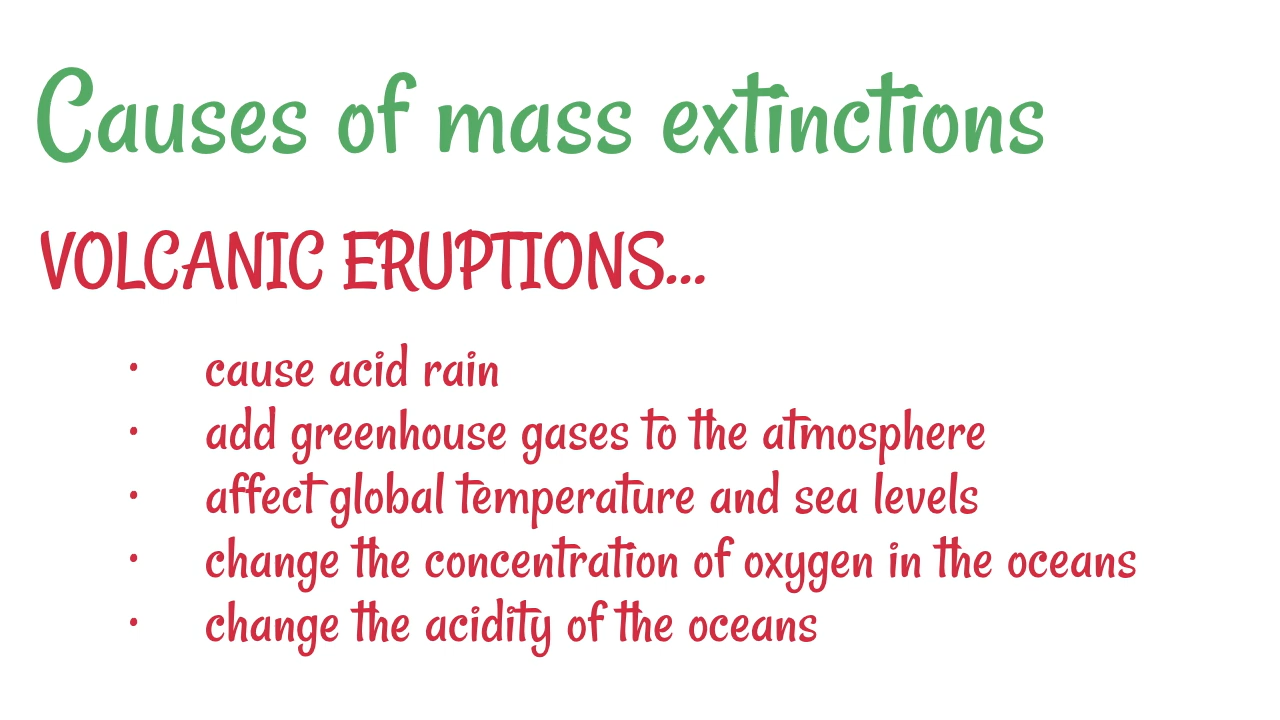 Causes of mass extinctions
VOLCANIC ERUPTIONS...
• cause acid rain
• add greenhouse gases to the atmosphere
• affect global temperature and sea levels
• change the concentration of oxygen in the oceans
• change the acidity of the oceans